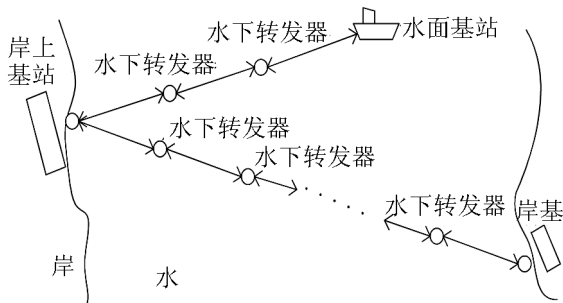 水下转发器
水面基站
岸上
基站
水下转发器
水下转发器
水下转发器
水下转发器
岸基
岸
水